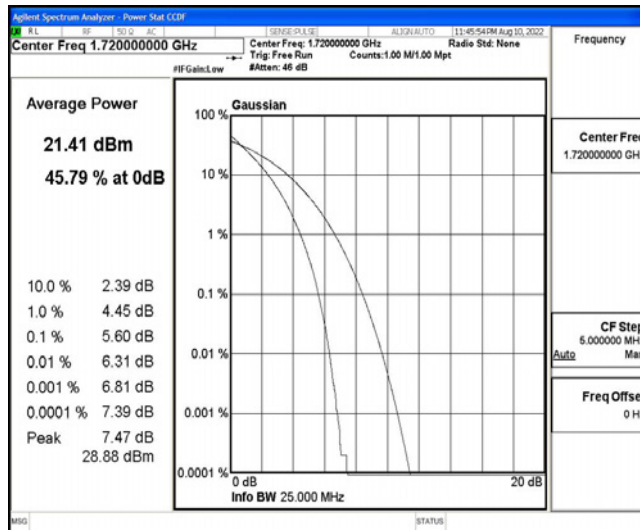 Agilent Spectrum Analyzer - Power Stat CCDF
RL RF 50 Ω AC SENSE:PULSE ALIGN AUTO 11:45:54 PM Aug 10, 2022
Center Freq 1.720000000 GHz
Center Freq: 1.720000000 GHz Radio Std: None
Trig: Free Run Counts:1.00 M/1.00 Mpt
#IFGain:Low #Atten: 46 dB
Frequency
Average Power
21.41 dBm
45.79 % at 0dB
10.0 % 2.39 dB
1.0 % 4.45 dB
0.1 % 5.60 dB
0.01 % 6.31 dB
0.001 % 6.81 dB
0.0001 % 7.39 dB
Peak 7.47 dB
28.88 dBm
Gaussian
100 %
10 %
1 %
0.1 %
0.01 %
0.001 %
0.0001 %
0 dB 20 dB
Info BW 25.000 MHz
Center Fre
1.720000000 GH
CF Ste
5.000000 MH
Auto Ma
Freq Offse
0 H
MSG STATUS